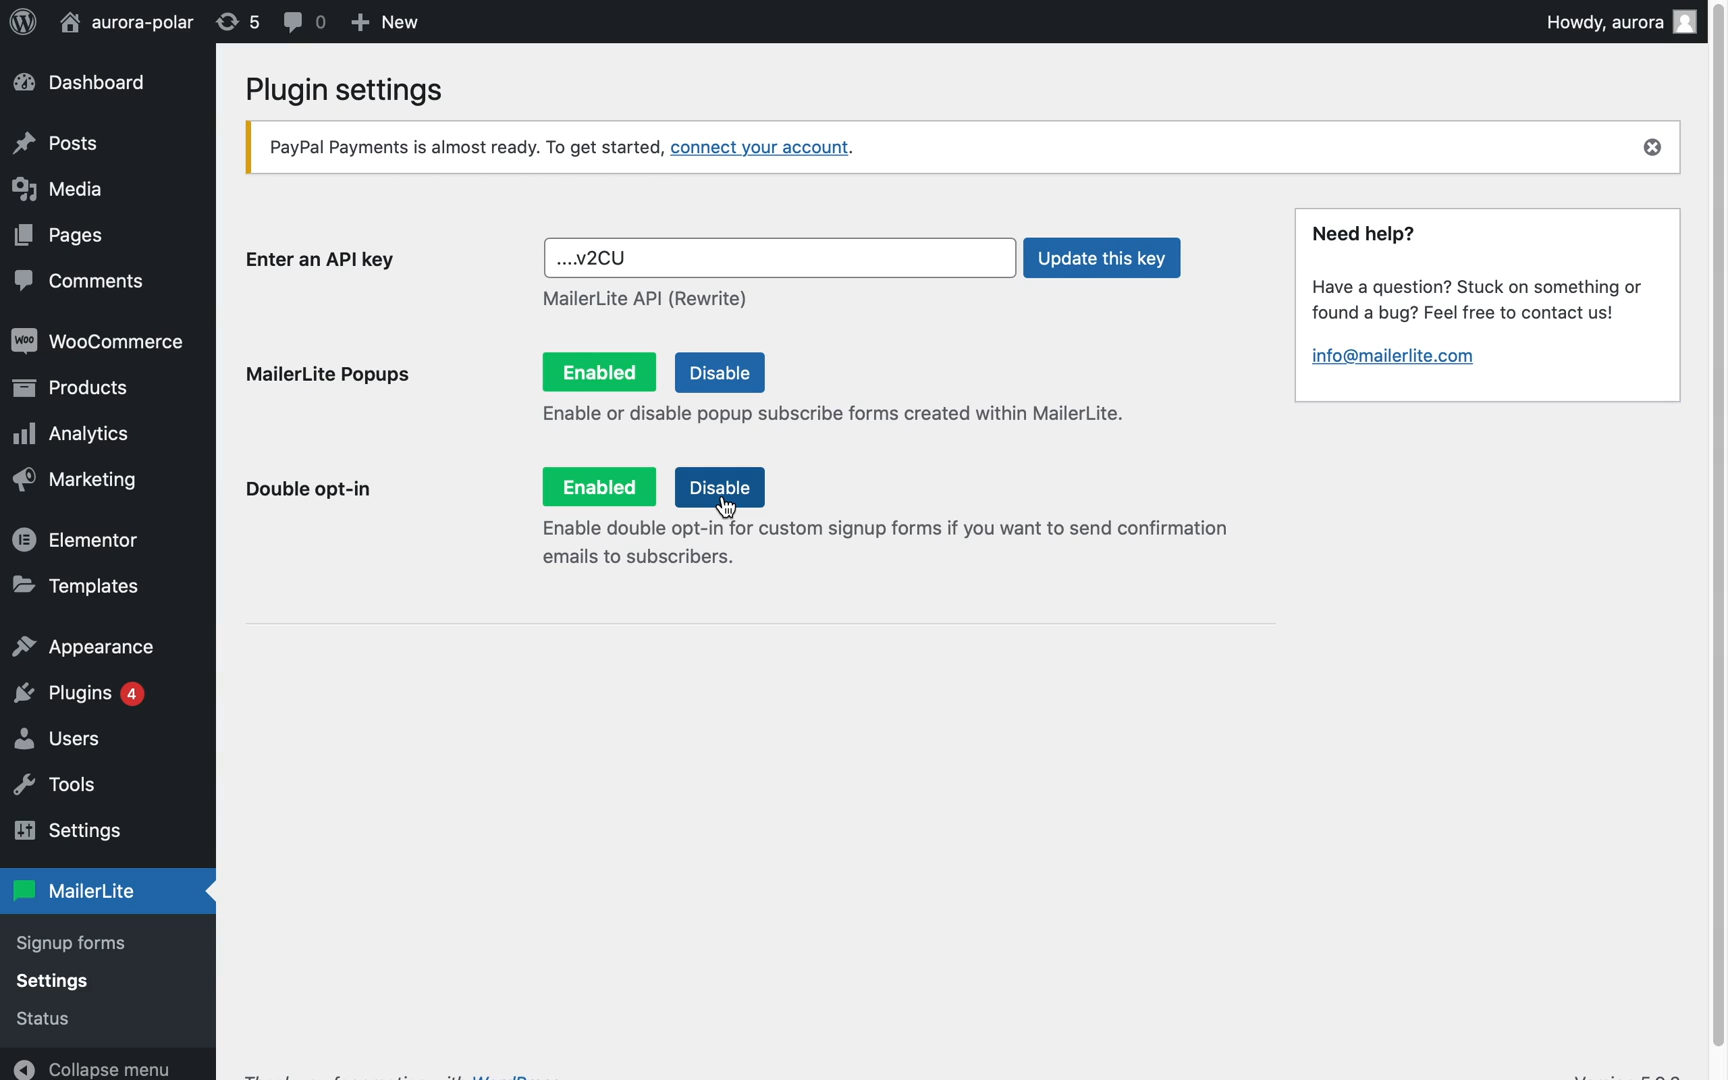 aurora-polar
5
0
New
Howdy, aurora
Dashboard
Posts
Media
Pages
Comments
WooCommerce
Products
Analytics
Marketing
Elementor
Templates
Appearance
Plugins 4
Users
Tools
Settings
MailerLite
Signup forms
Settings
Status
Collapse menu
Plugin settings
PayPal Payments is almost ready. To get started, connect your account.
Enter an API key
....v2CU
Update this key
MailerLite API (Rewrite)
MailerLite Popups
Enabled
Disable
Enable or disable popup subscribe forms created within MailerLite.
Double opt-in
Enabled
Disable
Enable double opt-in for custom signup forms if you want to send confirmation
emails to subscribers.
Need help?
Have a question? Stuck on something or
found a bug? Feel free to contact us!
info@mailerlite.com